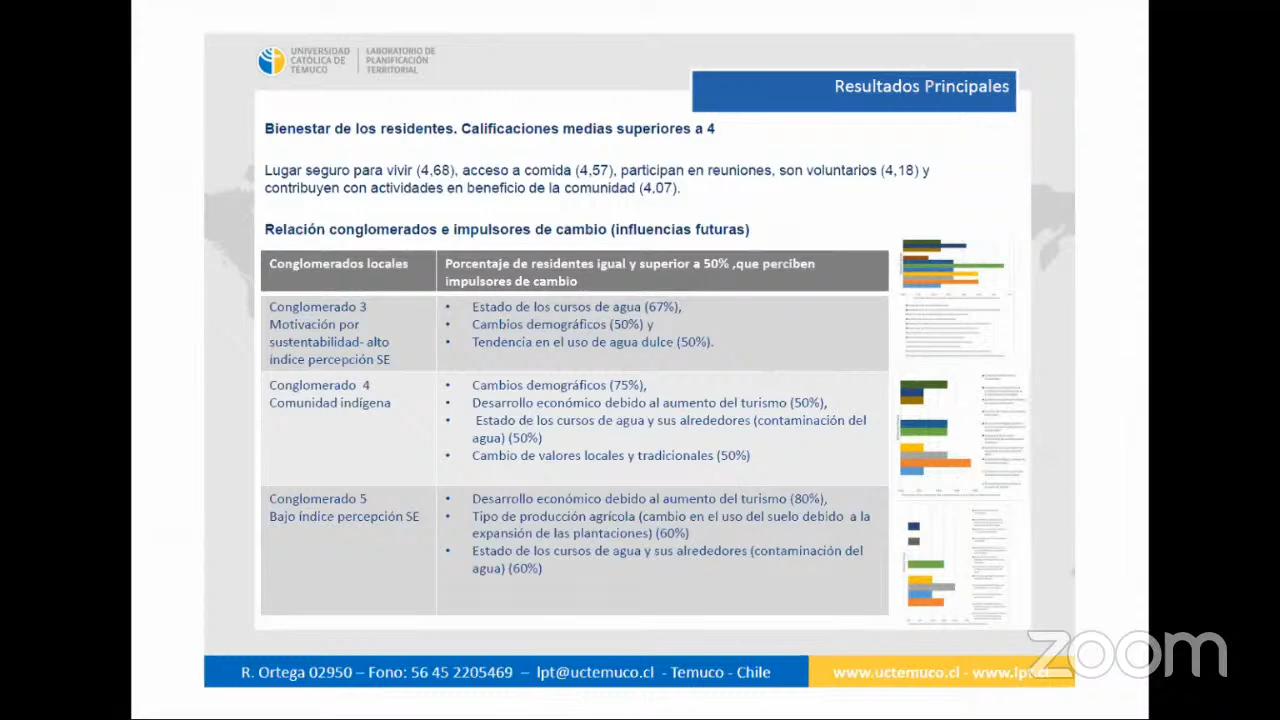 UNIVERSIDAD
CATÓLICA DE
TEMUCO
LABORATORIO DE
PLANIFICACIÓN
TERRITORIAL
Resultados Principales
Bienestar de los residentes. Calificaciones medias superiores a 4
Lugar seguro para vivir (4,68), acceso a comida (4,57), participan en reuniones, son voluntarios (4,18) y
contribuyen con actividades en beneficio de la comunidad (4,07).
Relación conglomerados e impulsores de cambio (influencias futuras)
Conglomerados locales
Porcentaje de residentes igual y superior a 50% ,que perciben
impulsores de cambio
Conglomerado 3
Motivación por
sustentabilidad- alto
indice percepción SE
• Estado de los cursos de agua (67%),
• Cambios demográficos (50%) y
• Tendencia en el uso de agua dulce (50%).
Conglomerado 4
Comunidad indígena
• Cambios demográficos (75%),
• Desarrollo económico debido al aumento del turismo (50%),
• Estado de los cursos de agua y sus alrededores (contaminación del
agua) (50%)
• Cambio de valores locales y tradicionales (50%)
Conglomerado 5
Bajo indice percepción SE
• Desarrollo económico debido al aumento del turismo (80%),
• Tipo de producción agrícola (cambio en el uso del suelo debido a la
expansión de las plantaciones) (60%)
• Estado de los cursos de agua y sus alrededores (contaminación del
agua) (60%)
R. Ortega 02950 – Fono: 56 45 2205469 – lpt@uctemuco.cl - Temuco - Chile
www.uctemuco.cl - www.lpt.cl
zoom